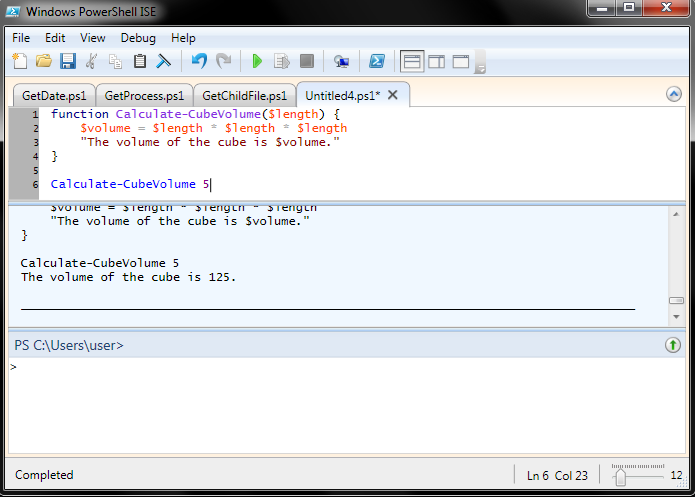 Windows PowerShell ISE
File Edit View Debug Help
GetDate.ps1 GetProcess.ps1 GetChildFile.ps1 Untitled4.ps1*
1 function Calculate-CubeVolume($length) {
2 $volume = $length * $length * $length
3 "The volume of the cube is $volume."
4 }
5
6 Calculate-CubeVolume 5
$volume = $length * $length * $length
"The volume of the cube is $volume."
}
Calculate-CubeVolume 5
The volume of the cube is 125.
PS C:\Users\user>
>
Completed Ln 6 Col 23 12